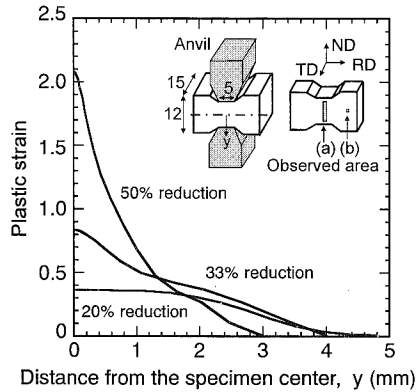 2.5
2.0
1.5
1.0
0.5
0
Plastic strain
Anvil
15
5
12
y
ND
RD
TD
(a) (b)
Observed area
50% reduction
33% reduction
20% reduction
0 1 2 3 4 5
Distance from the specimen center, y (mm)